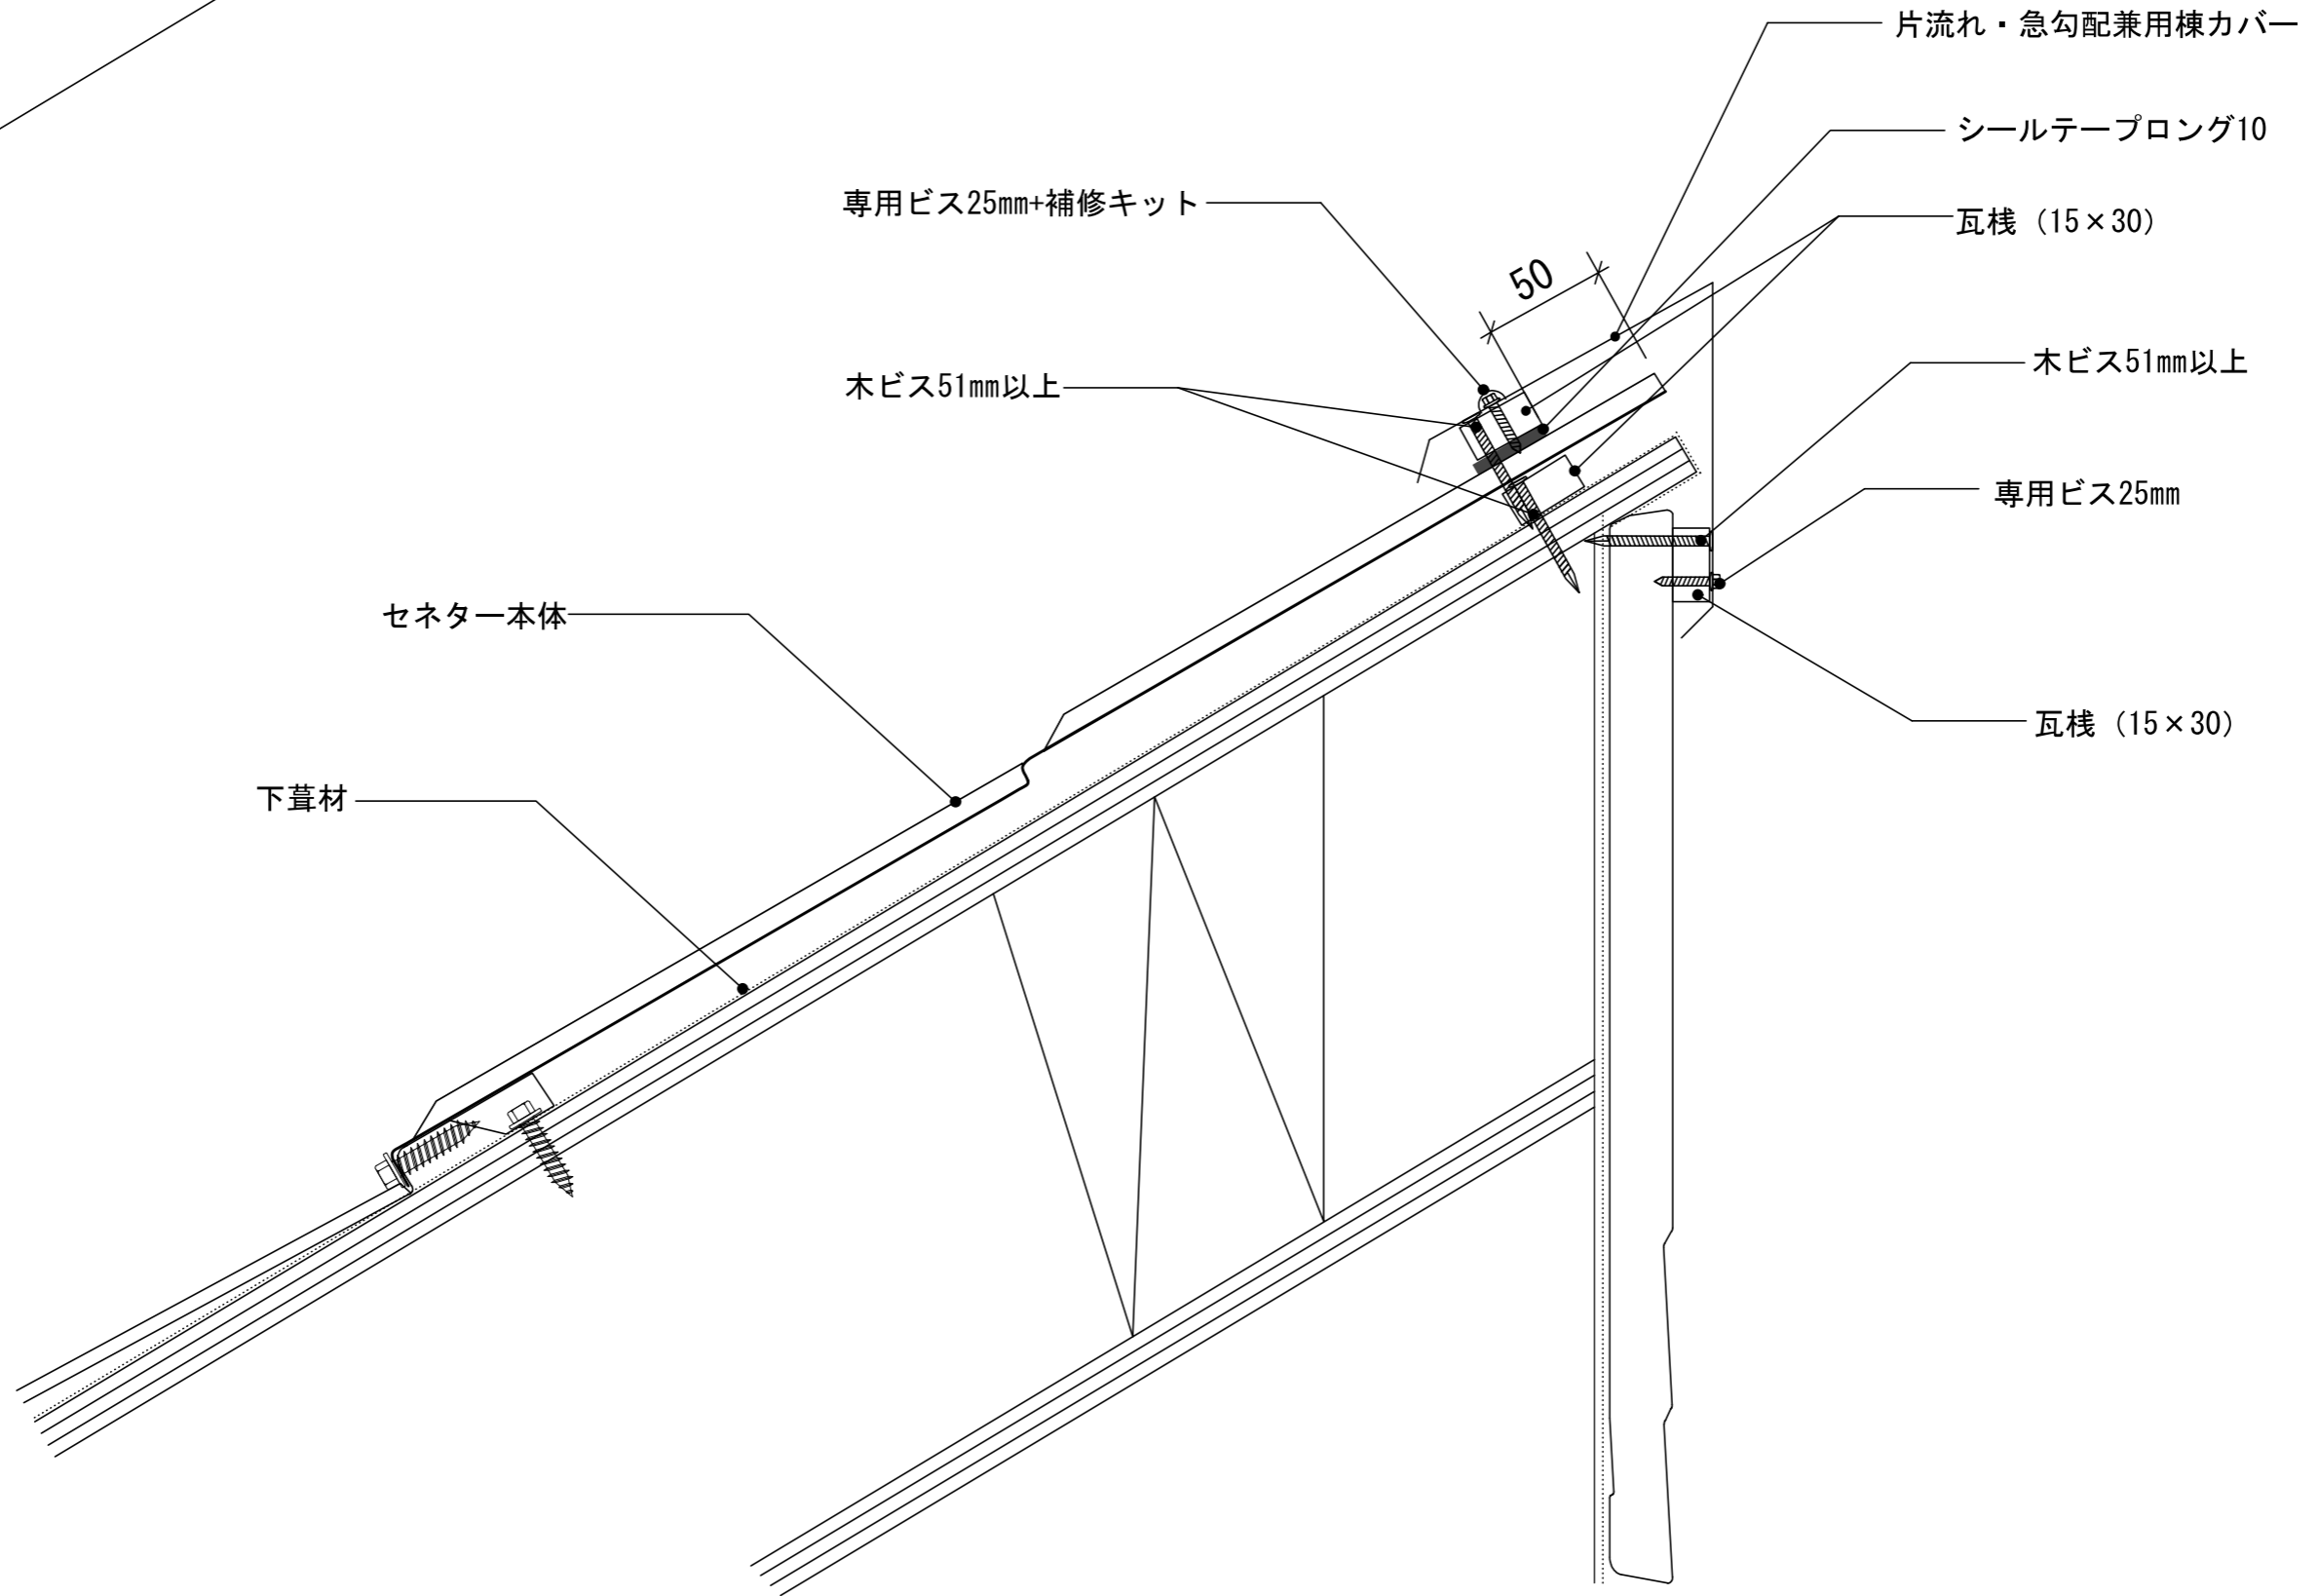 片流れ・急勾配兼用棟カバー
シールテープロング10
専用ビス25mm+補修キット
瓦桟（15×30）
50
木ビス51mm以上
木ビス51mm以上
専用ビス25mm
セネター本体
瓦桟（15×30）
下葺材